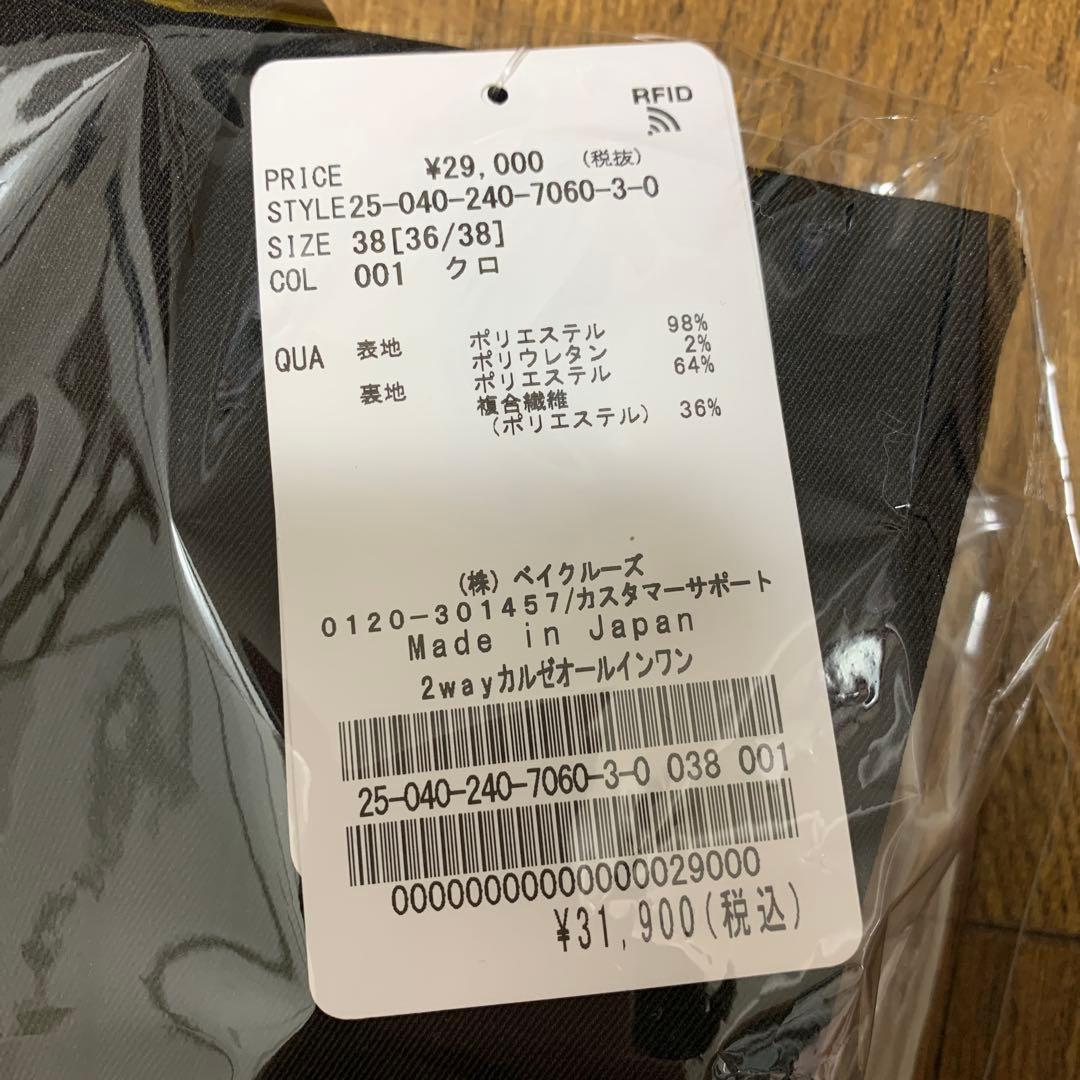 RFID
PRICE ¥29,000 (税抜)
STYLE 25-040-240-7060-3-0
SIZE 38[36/38]
COL 001 クロ
QUA 表地 ポリエステル 98%
ポリウレタン 2%
裏地 ポリエステル 64%
複合繊維
(ポリエステル) 36%
(株) ベイクルーズ
0120-301457/カスタマーサポート
Made in Japan
2wayカルゼオールインワン
25-040-240-7060-3-0 038 001
00000000000000029000
¥31,900(税込)